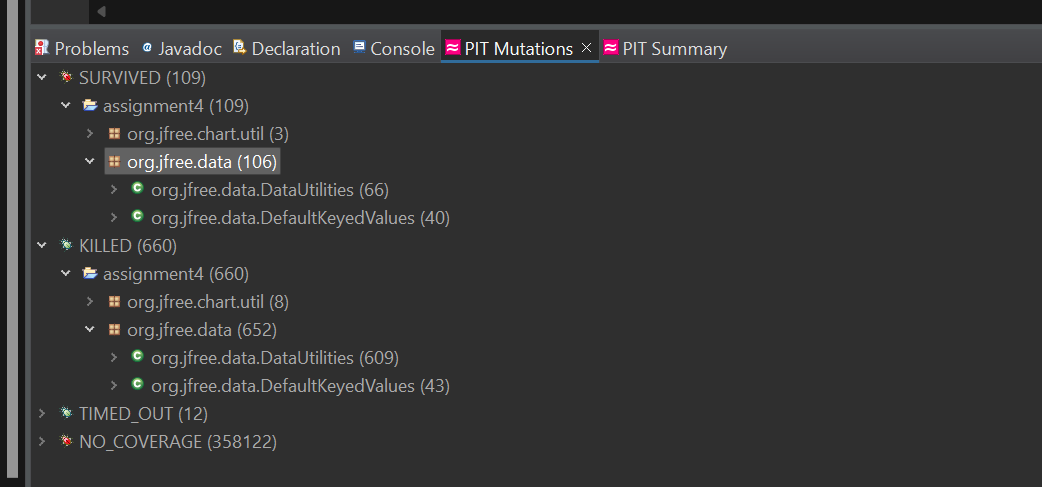 Problems Javadoc Declaration Console PIT Mutations PIT Summary
SURVIVED (109)
assignment4 (109)
org.jfree.chart.util (3)
org.jfree.data (106)
org.jfree.data.DataUtilities (66)
org.jfree.data.DefaultKeyedValues (40)
KILLED (660)
assignment4 (660)
org.jfree.chart.util (8)
org.jfree.data (652)
org.jfree.data.DataUtilities (609)
org.jfree.data.DefaultKeyedValues (43)
TIMED_OUT (12)
NO_COVERAGE (358122)